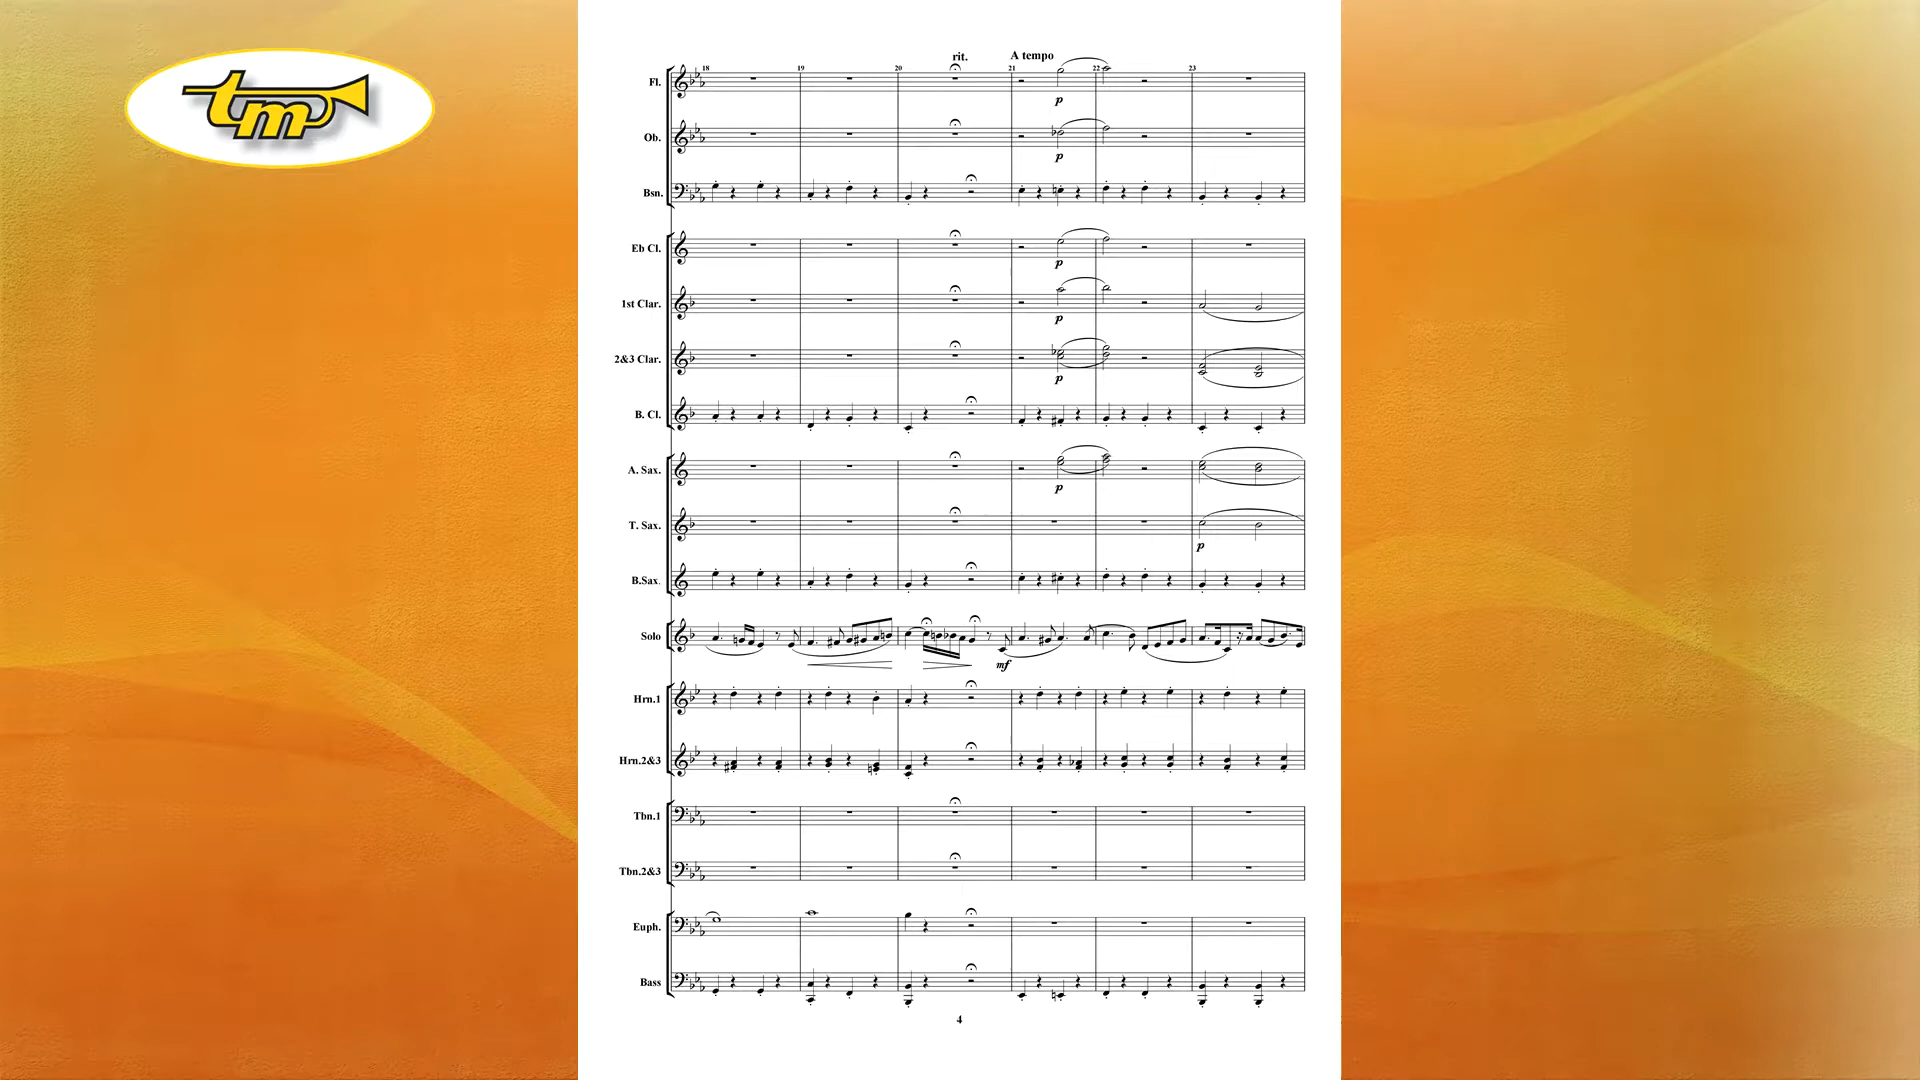 tm
rit.
A tempo
18 19 20 21 22 23
Fl.
p
Ob.
p
Bsn.
Eb Cl.
p
1st Clar.
p
2&3 Clar.
p
B. Cl.
A. Sax.
p
T. Sax.
p
B.Sax.
Solo
mf
Hrn.1
Hrn.2&3
Tbn.1
Tbn.2&3
Euph.
Bass
4